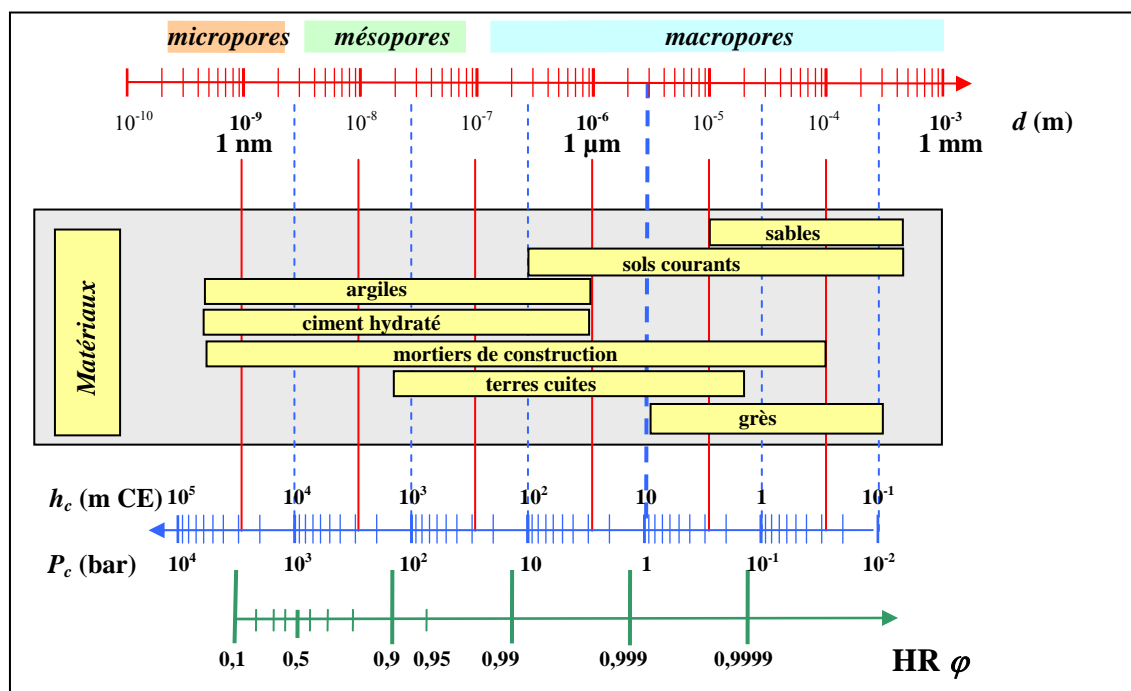 micropores mésopores macropores
10⁻¹⁰ 10⁻⁹ 10⁻⁸ 10⁻⁷ 10⁻⁶ 10⁻⁵ 10⁻⁴ 10⁻³ d (m)
1 nm 1 µm 1 mm
Matériaux
sables
sols courants
argiles
ciment hydraté
mortiers de construction
terres cuites
grès
h_c (m CE) 10⁵ 10⁴ 10³ 10² 10 1 10⁻¹
P_c (bar) 10⁴ 10³ 10² 10 1 10⁻¹ 10⁻²
0,1 0,5 0,9 0,95 0,99 0,999 0,9999 HR φ